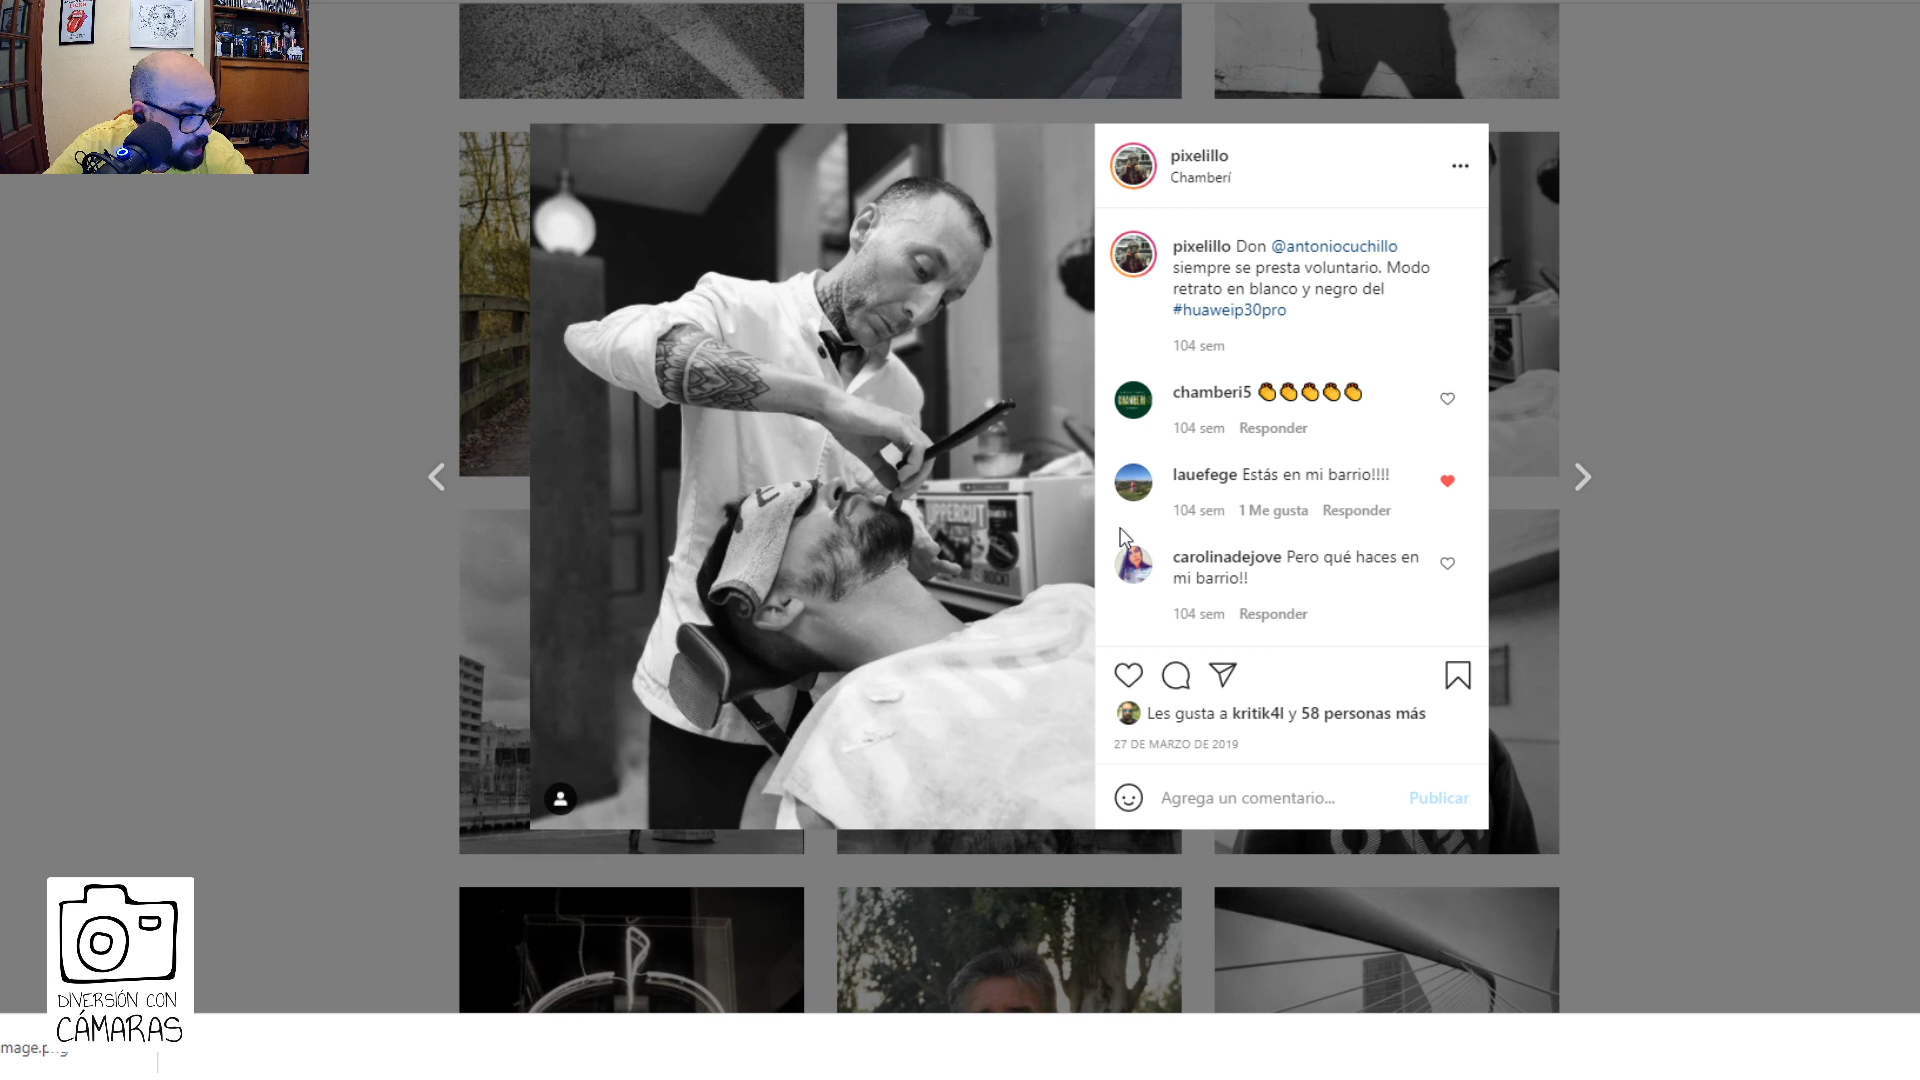 pixelillo
Chamberí
pixelillo Don @antoniocuchillo
siempre se presta voluntario. Modo
retrato en blanco y negro del
#huaweip30pro
104 sem
chamberi5 👏👏👏👏👏
104 sem Responder
lauefege Estás en mi barrio!!!!
104 sem 1 Me gusta Responder
carolinadejove Pero qué haces en
mi barrio!!
104 sem Responder
Les gusta a kritik4l y 58 personas más
27 DE MARZO DE 2019
Agrega un comentario... Publicar
UPPERCUT
ROCK!
CHAMBERI
DIVERSIÓN CON
CÁMARAS